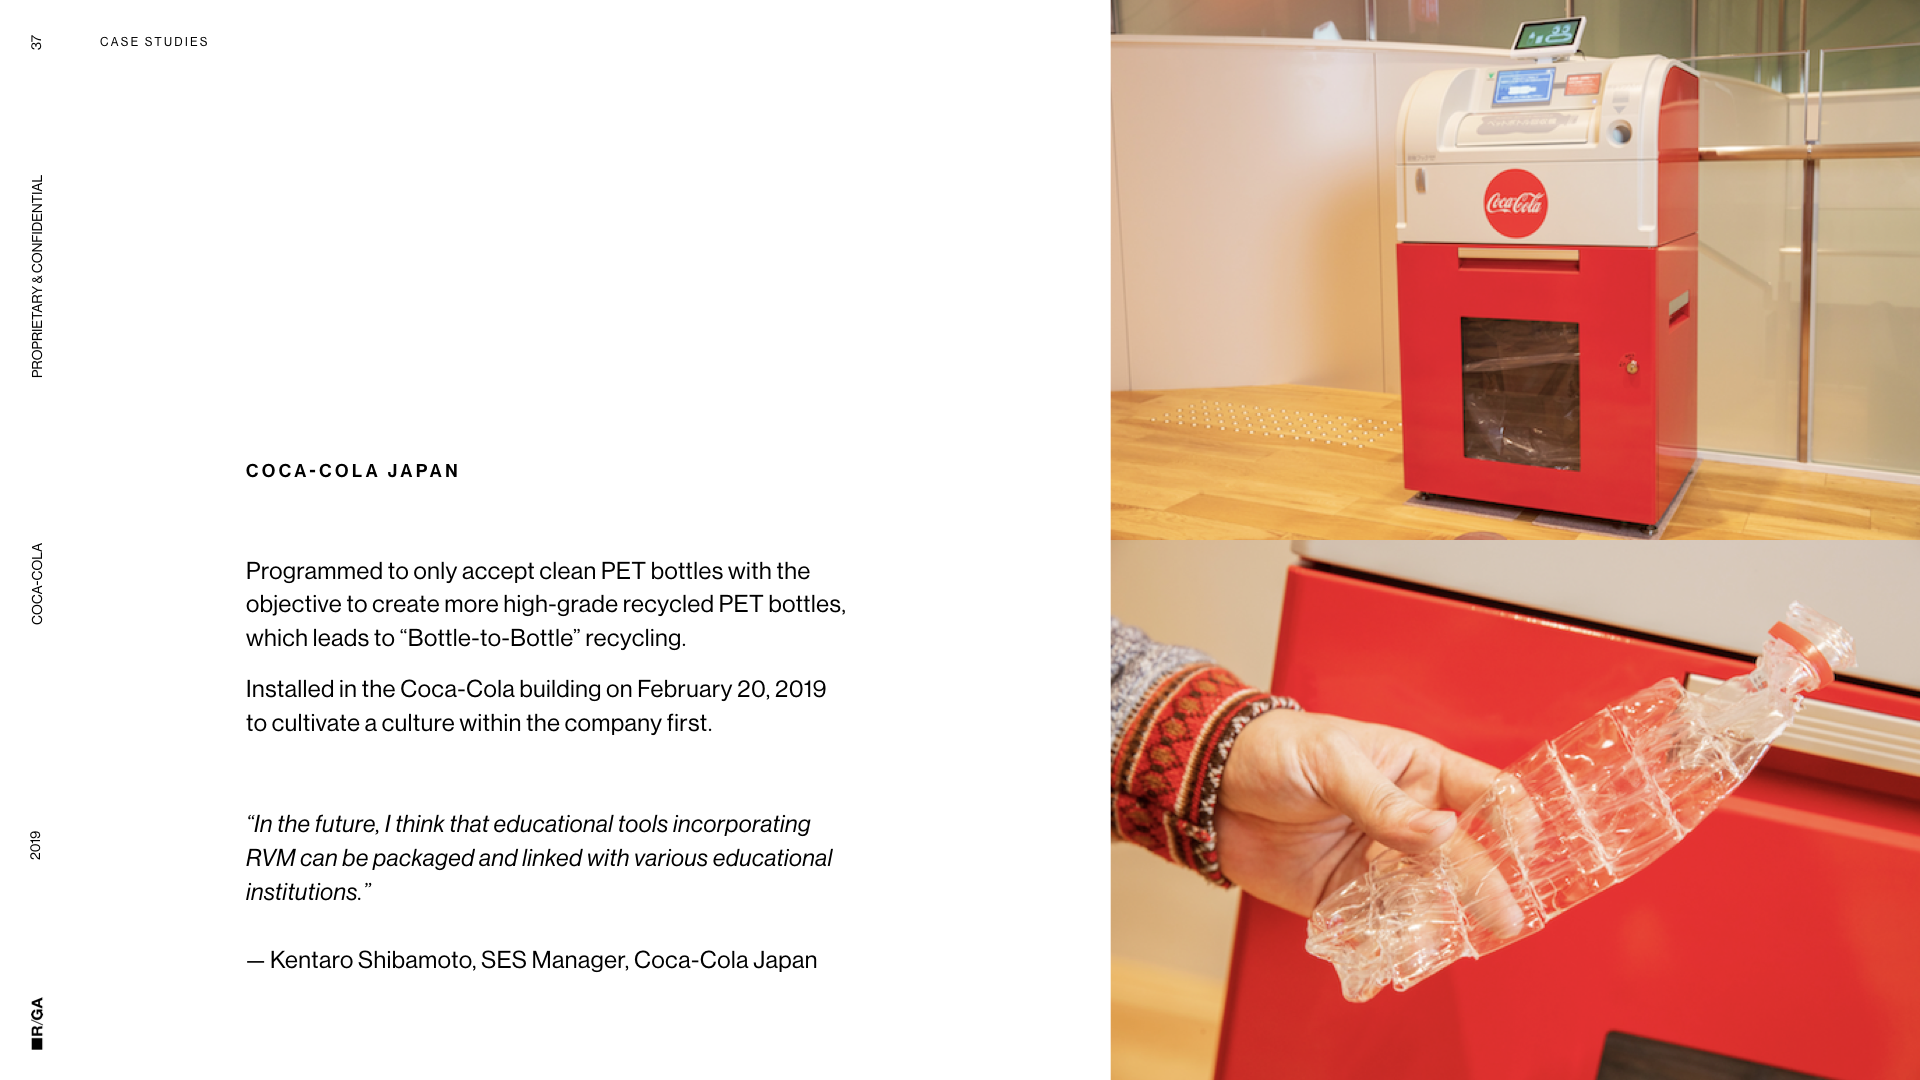 37
CASE STUDIES
PROPRIETARY & CONFIDENTIAL
COCA-COLA
2019
R/GA
COCA-COLA JAPAN
Programmed to only accept clean PET bottles with the
objective to create more high-grade recycled PET bottles,
which leads to “Bottle-to-Bottle” recycling.
Installed in the Coca-Cola building on February 20, 2019
to cultivate a culture within the company first.
“In the future, I think that educational tools incorporating
RVM can be packaged and linked with various educational
institutions.”
— Kentaro Shibamoto, SES Manager, Coca-Cola Japan
Coca-Cola